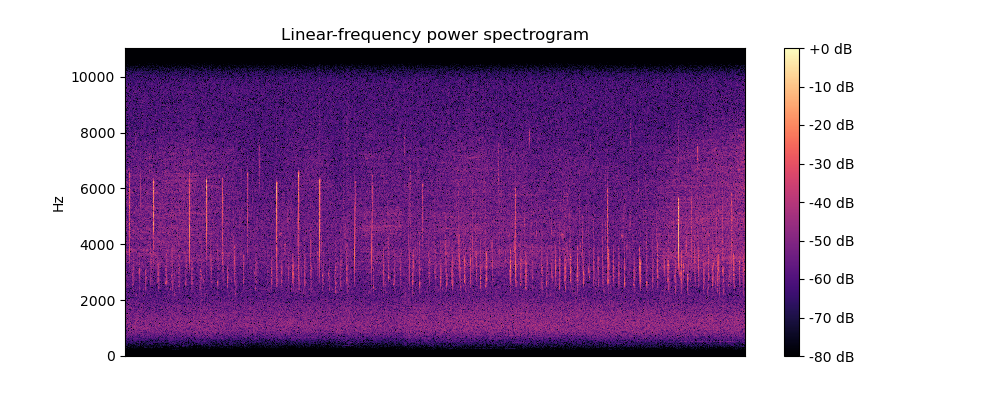 Linear-frequency power spectrogram
Hz
10000
8000
6000
4000
2000
0
+0 dB
-10 dB
-20 dB
-30 dB
-40 dB
-50 dB
-60 dB
-70 dB
-80 dB